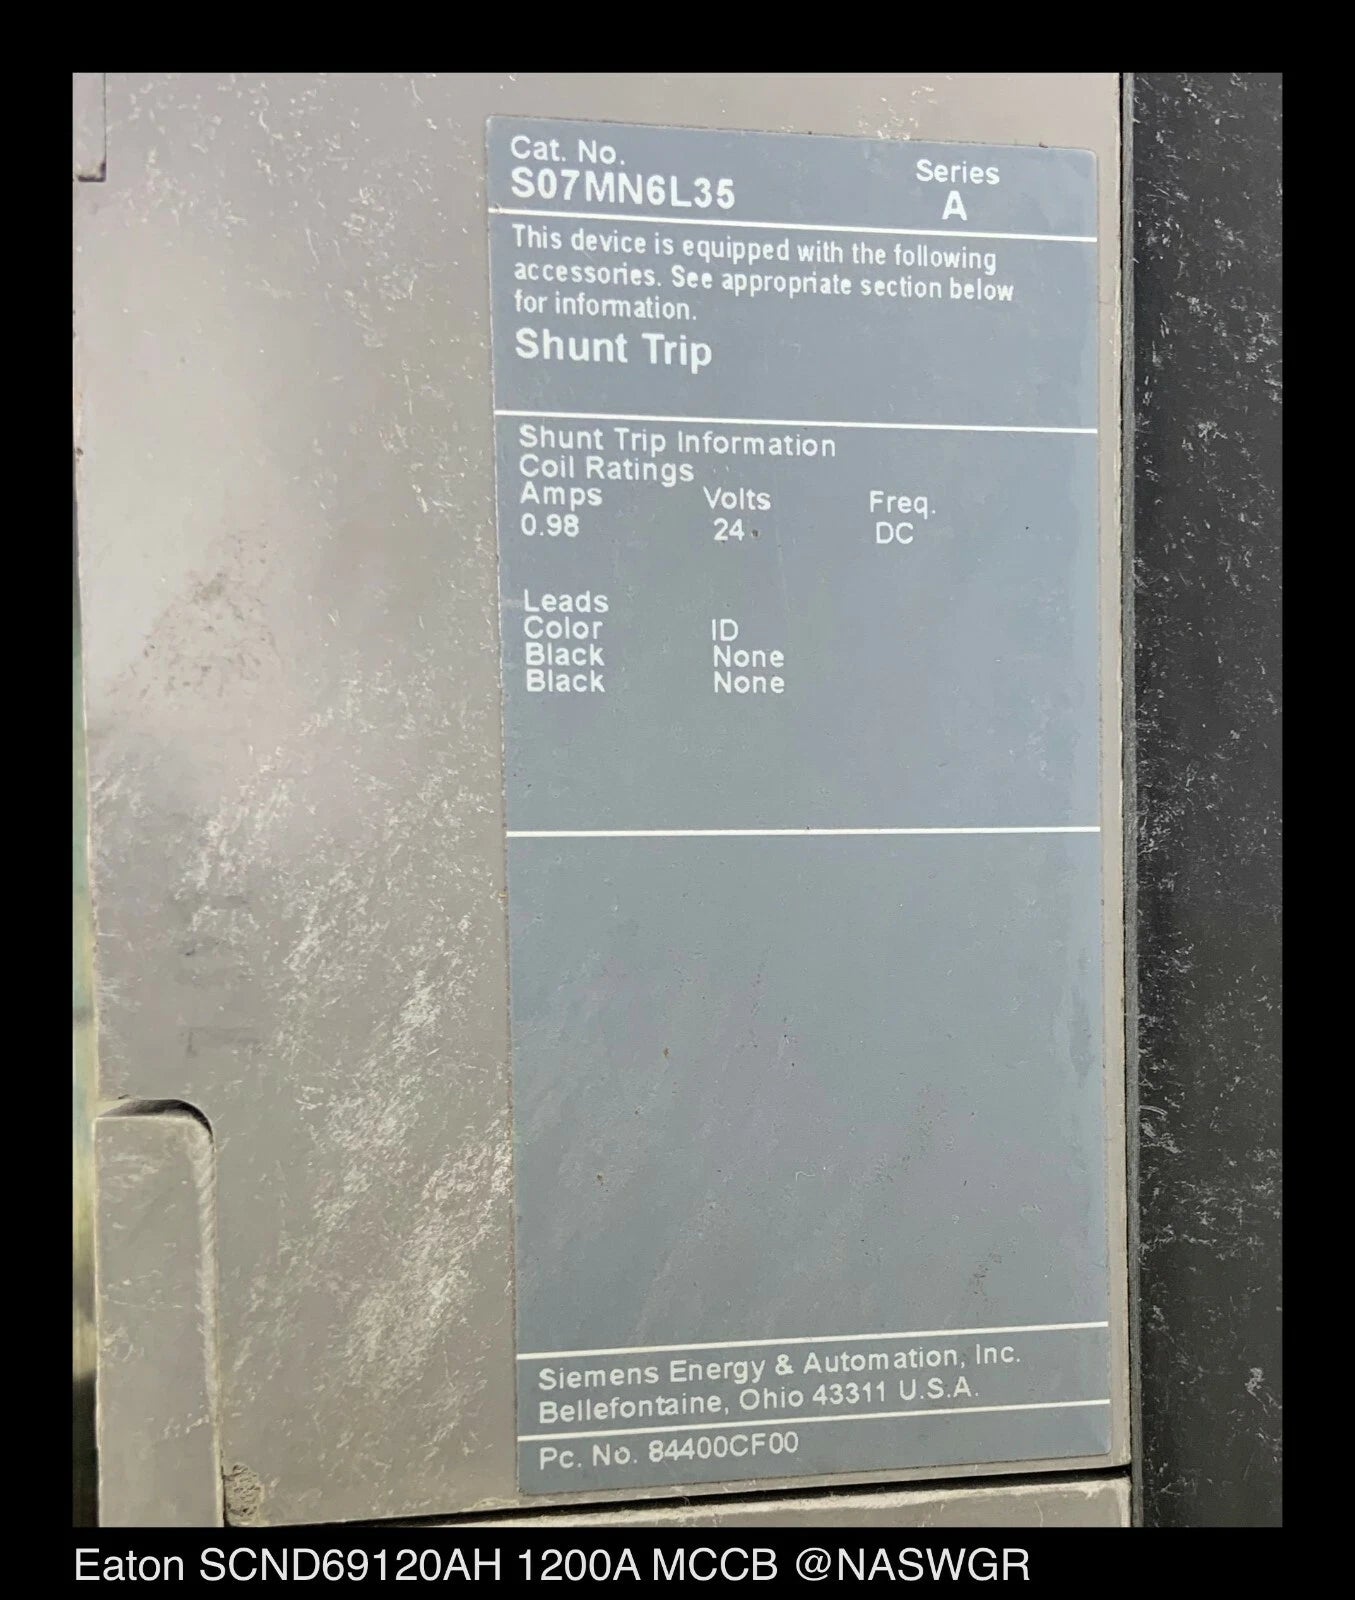 Cat. No.
Series
S07MN6L35
A
This device is equipped with the following
accessories. See appropriate section below
for information.
Shunt Trip
Shunt Trip Information
Coil Ratings
Amps Volts Freq.
0.98 24 DC
Leads
Color ID
Black None
Black None
Siemens Energy & Automation, Inc.
Bellefontaine, Ohio 43311 U.S.A.
Pc. No. 84400CF00
Eaton SCND69120AH 1200A MCCB @NASWGR